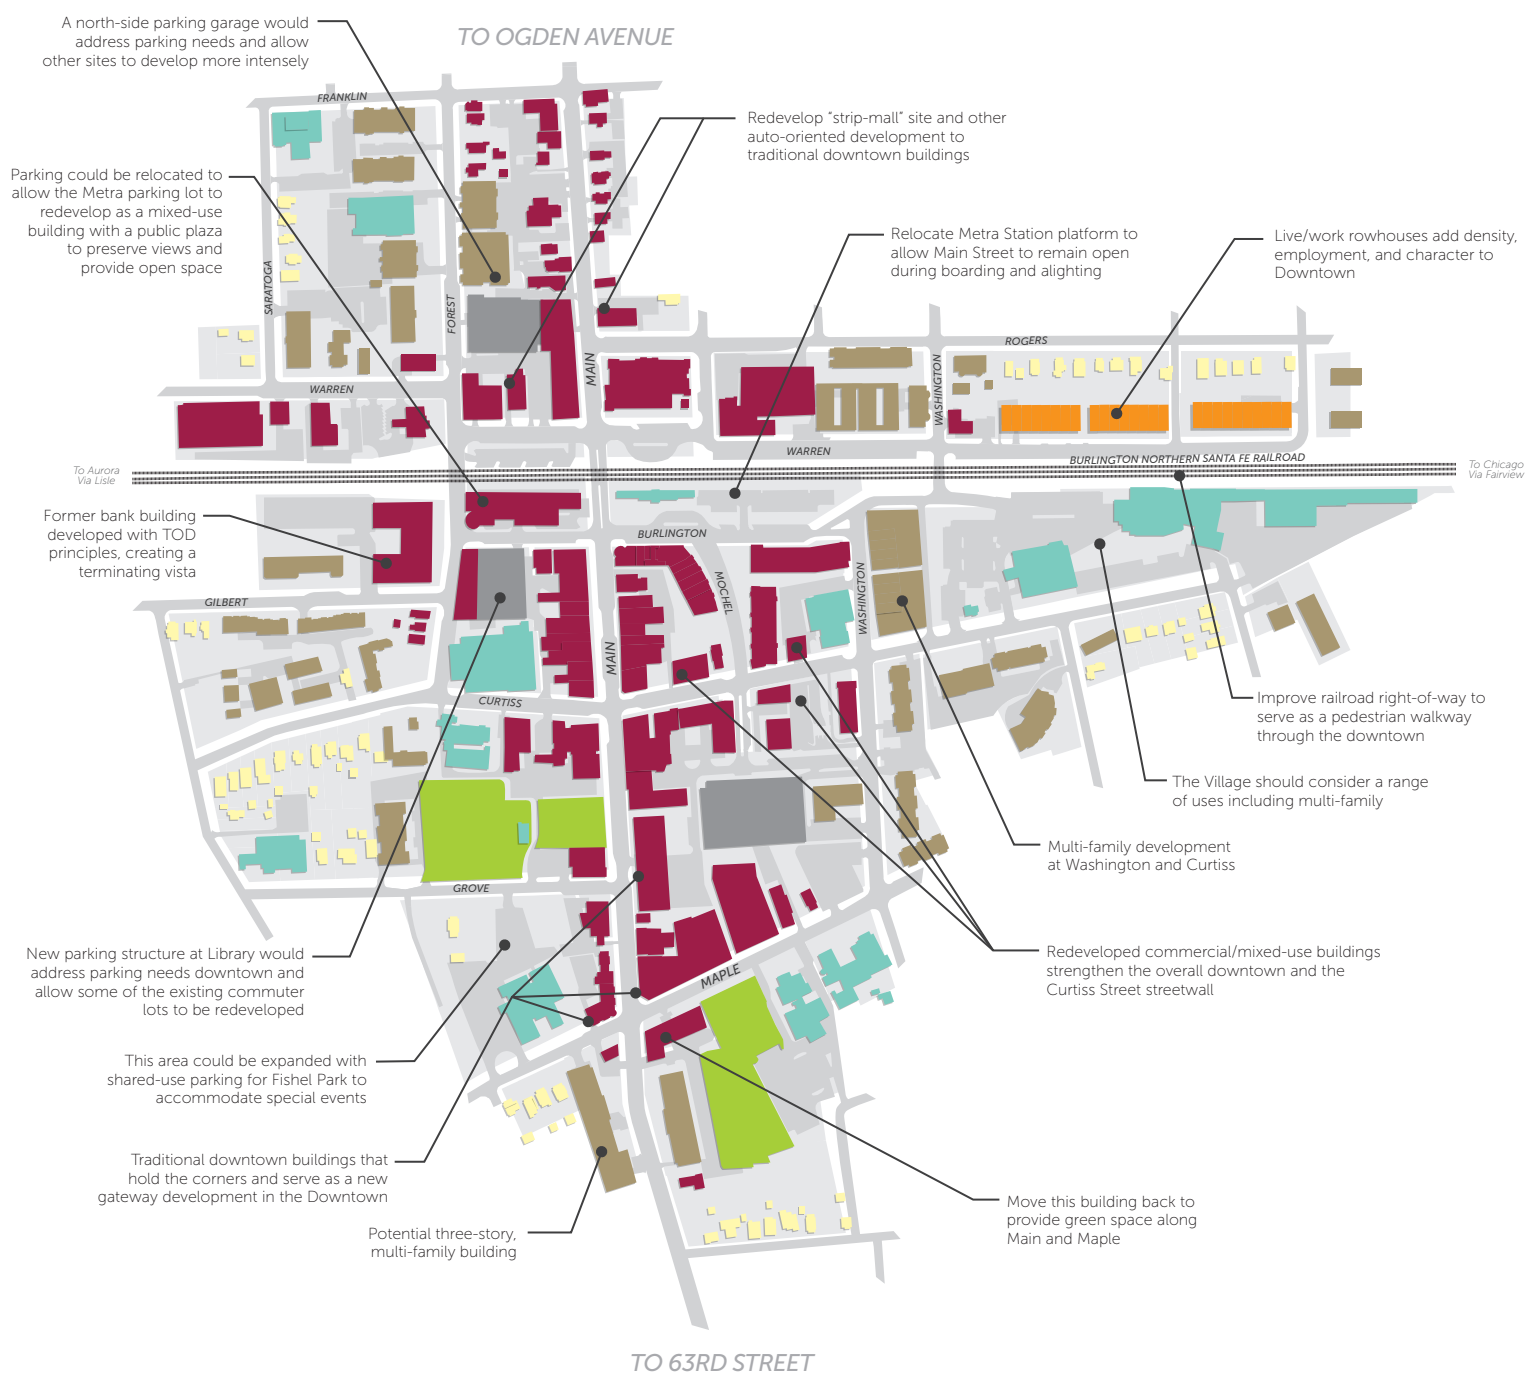 A north-side parking garage would
address parking needs and allow
other sites to develop more intensely
TO OGDEN AVENUE
FRANKLIN
Redevelop "strip-mall" site and other
auto-oriented development to
traditional downtown buildings
Parking could be relocated to
allow the Metra parking lot to
redevelop as a mixed-use
building with a public plaza
to preserve views and
provide open space
Relocate Metra Station platform to
allow Main Street to remain open
during boarding and alighting
Live/work rowhouses add density,
employment, and character to
Downtown
SARATOGA
FOREST
MAIN
ROGERS
WASHINGTON
WARREN
WARREN
BURLINGTON NORTHERN SANTA FE RAILROAD
To Aurora
Via Lisle
To Chicago
Via Fairview
Former bank building
developed with TOD
principles, creating a
terminating vista
BURLINGTON
MOCHEL
WASHINGTON
GILBERT
MAIN
CURTISS
Improve railroad right-of-way to
serve as a pedestrian walkway
through the downtown
The Village should consider a range
of uses including multi-family
Multi-family development
at Washington and Curtiss
GROVE
New parking structure at Library would
address parking needs downtown and
allow some of the existing commuter
lots to be redeveloped
Redeveloped commercial/mixed-use buildings
strengthen the overall downtown and the
Curtiss Street streetwall
MAPLE
This area could be expanded with
shared-use parking for Fishel Park to
accommodate special events
Traditional downtown buildings that
hold the corners and serve as a new
gateway development in the Downtown
Move this building back to
provide green space along
Main and Maple
Potential three-story,
multi-family building
TO 63RD STREET